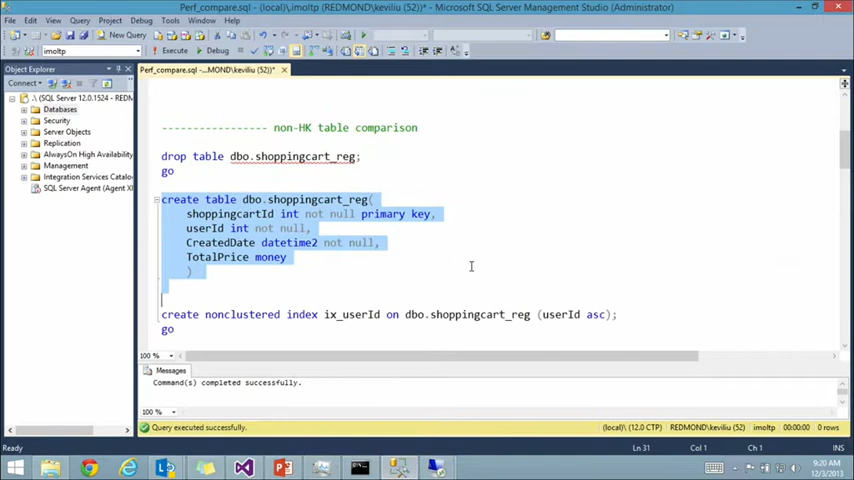 Perf_compare.sql - (local)\imoltp (REDMOND\keviliu (52))* - Microsoft SQL Server Management Studio (Administrator)
File Edit View Query Project Debug Tools Window Help
New Query
imoltp Execute Debug
Object Explorer
Connect
Perf_compare.sql -...MOND\keviliu (52))*
.\ (SQL Server 12.0.1524 - REDM
Databases
Security
Server Objects
Replication
AlwaysOn High Availability
Management
Integration Services Catalo
SQL Server Agent (Agent XI
---------------- non-HK table comparison
drop table dbo.shoppingcart_reg;
go
create table dbo.shoppingcart_reg(
shoppingcartId int not null primary key,
userId int not null,
CreatedDate datetime2 not null,
TotalPrice money
)
create nonclustered index ix_userId on dbo.shoppingcart_reg (userId asc);
go
100 %
Messages
Command(s) completed successfully.
100 %
Query executed successfully.
(local)\ (12.0 CTP) REDMOND\keviliu (52) imoltp 00:00:00 0 rows
Ready Ln 31 Col 1 Ch 1 INS
9:20 AM
12/3/2013